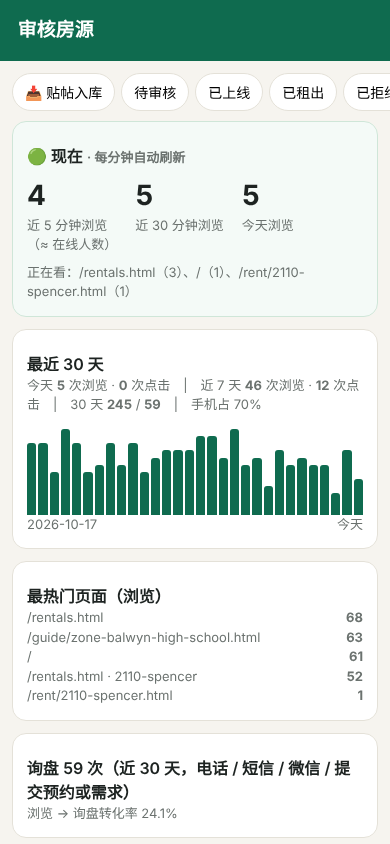 审核房源
📥 贴帖入库 待审核 已上线 已租出 已拒
🟢 现在 · 每分钟自动刷新
4 5 5
近 5 分钟浏览 近 30 分钟浏览 今天浏览
（≈ 在线人数）
正在看：/rentals.html（3）、/（1）、/rent/2110-
spencer.html（1）
最近 30 天
今天 5 次浏览 · 0 次点击 | 近 7 天 46 次浏览 · 12 次点
击 | 30 天 245 / 59 | 手机占 70%
2026-10-17 今天
最热门页面（浏览）
/rentals.html 68
/guide/zone-balwyn-high-school.html 63
/ 61
/rentals.html · 2110-spencer 52
/rent/2110-spencer.html 1
询盘 59 次（近 30 天，电话 / 短信 / 微信 / 提
交预约或需求）
浏览 → 询盘转化率 24.1%